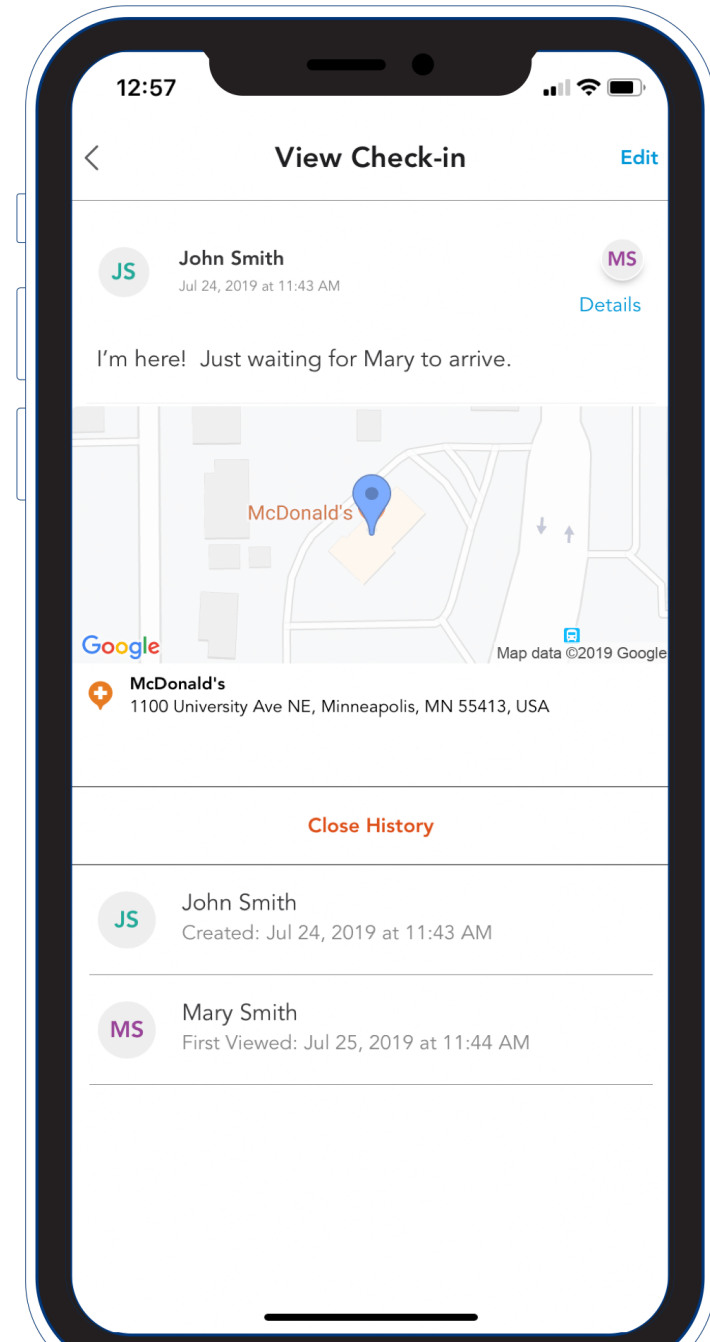 12:57
View Check-in
Edit
JS
John Smith
Jul 24, 2019 at 11:43 AM
MS
Details
I'm here!  Just waiting for Mary to arrive.
McDonald's
Google
Map data ©2019 Google
McDonald's
1100 University Ave NE, Minneapolis, MN 55413, USA
Close History
JS
John Smith
Created: Jul 24, 2019 at 11:43 AM
MS
Mary Smith
First Viewed: Jul 25, 2019 at 11:44 AM